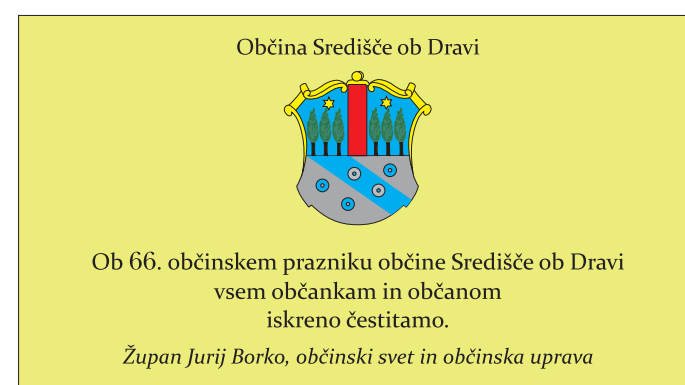 Občina Središče ob Dravi
Ob 66. občinskem prazniku občine Središče ob Dravi
vsem občankam in občanom
iskreno čestitamo.
Župan Jurij Borko, občinski svet in občinska uprava